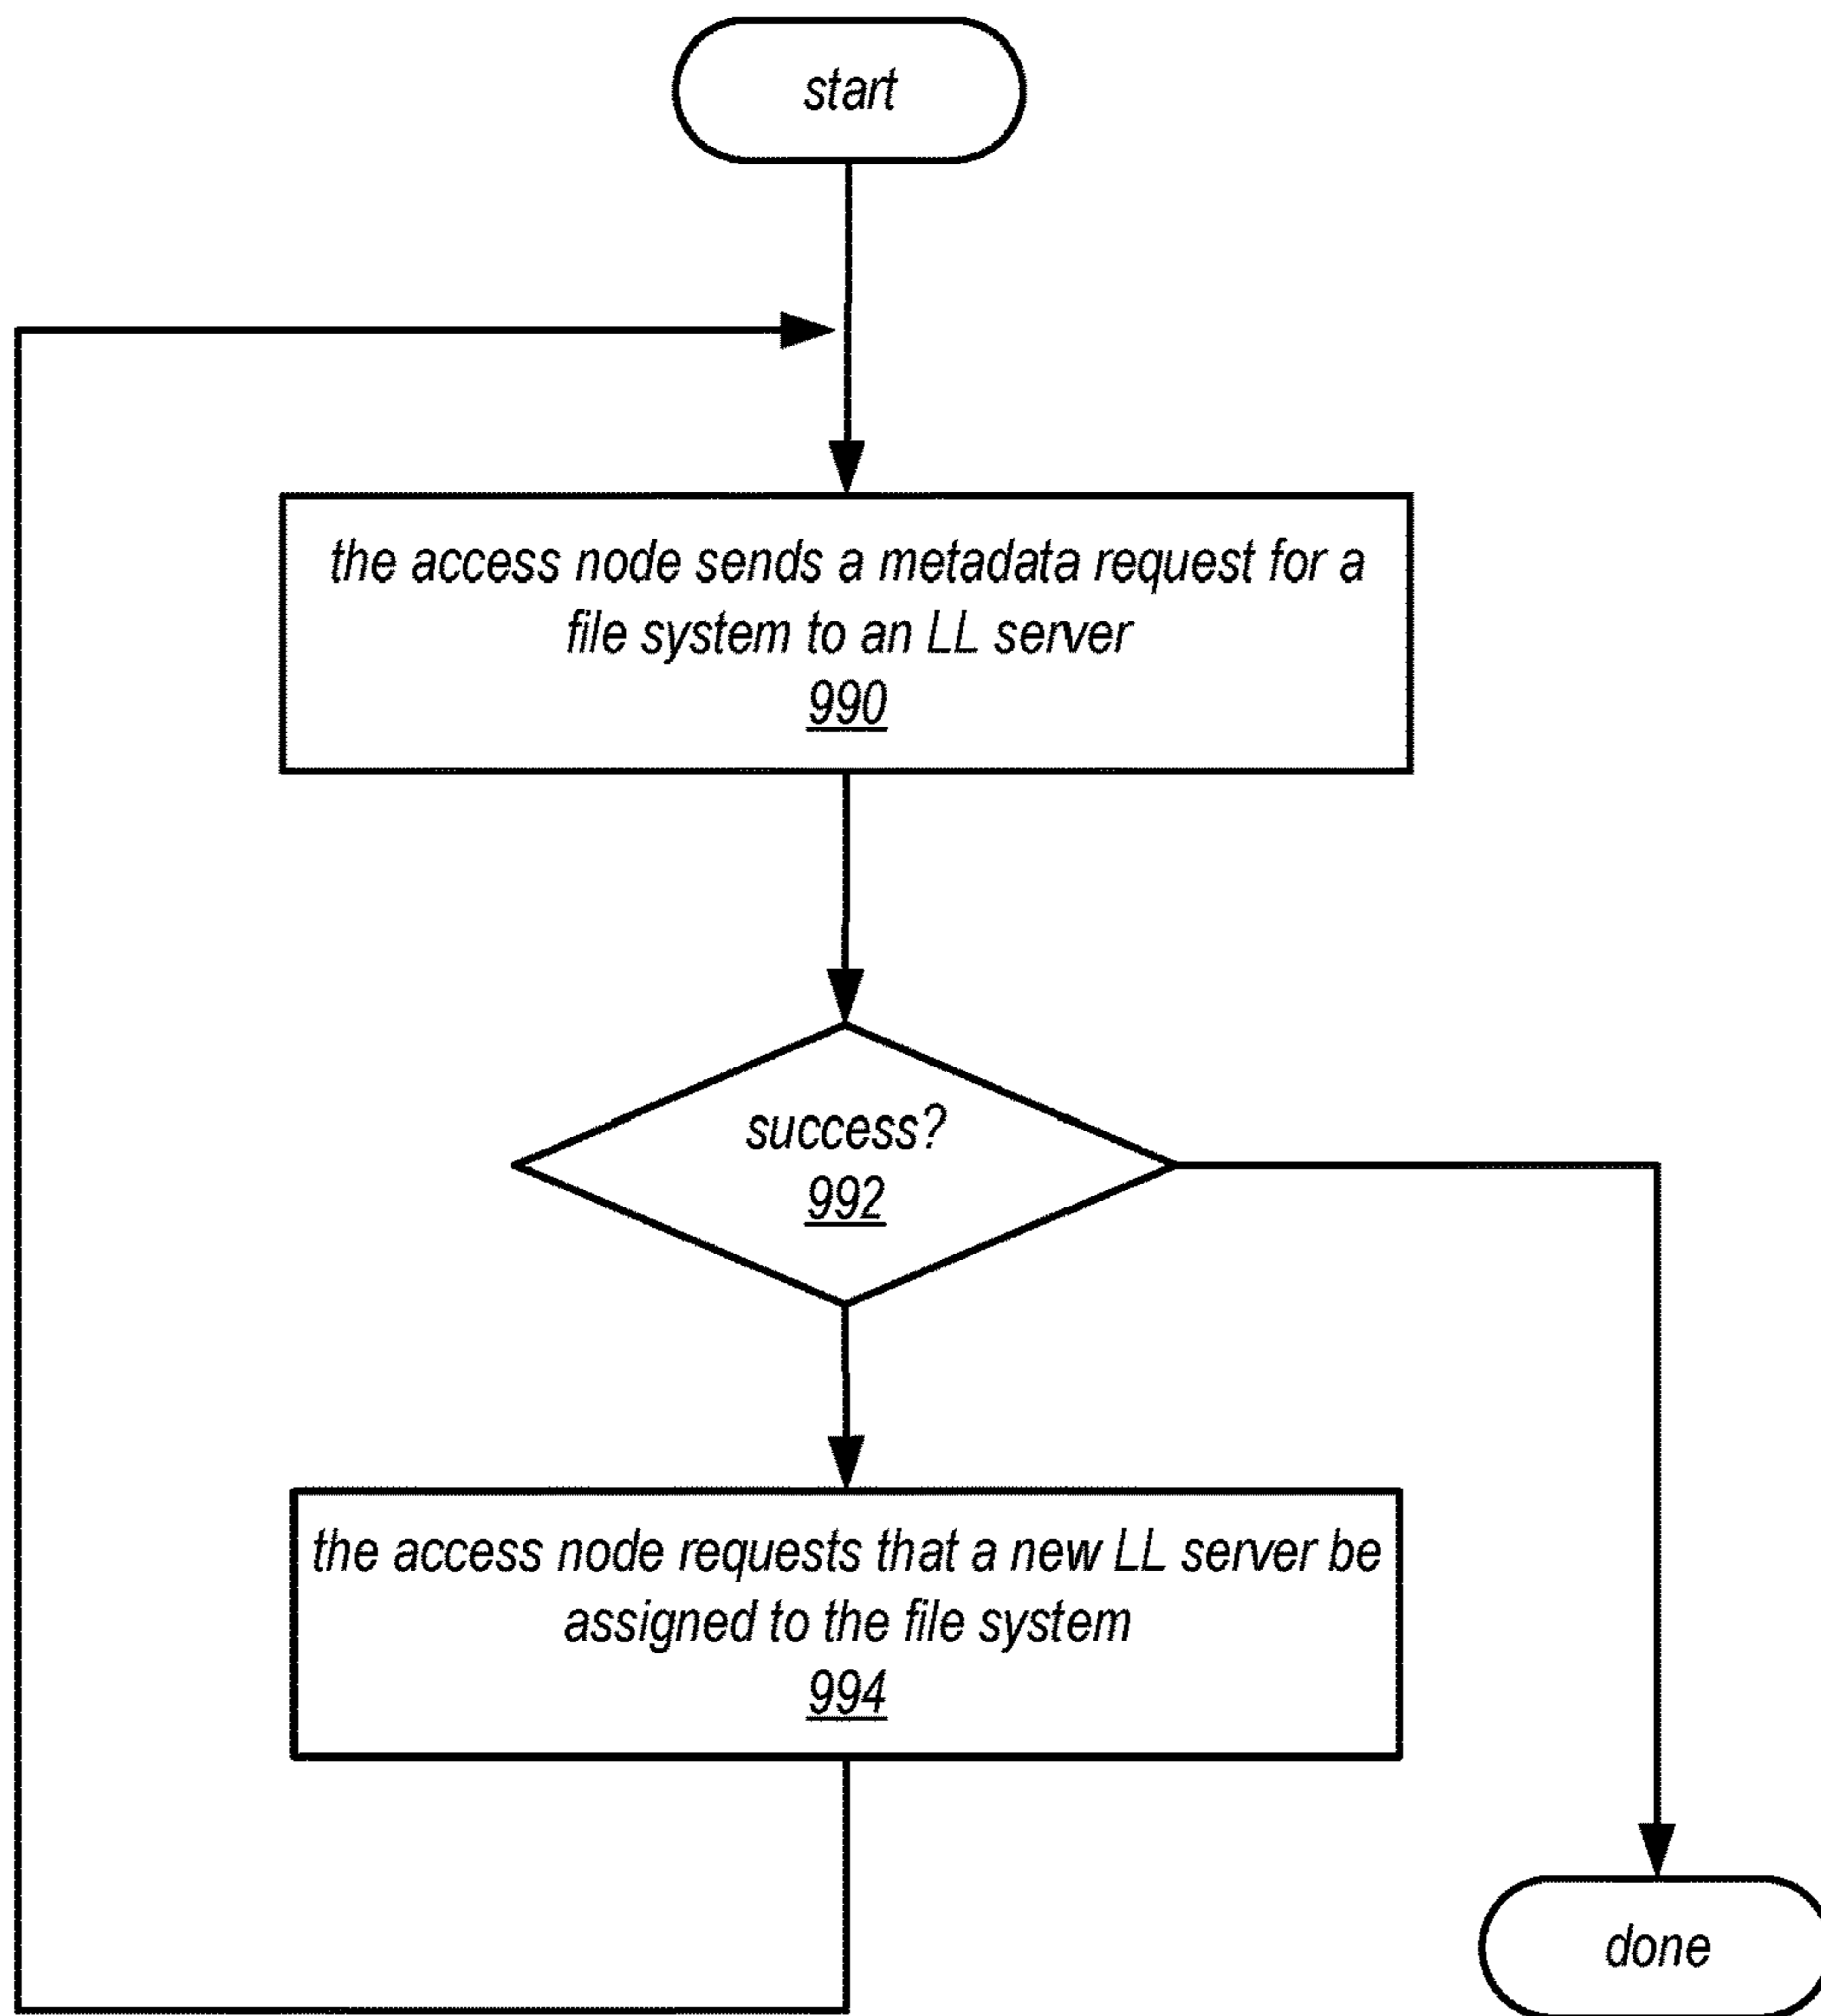 start
the access node sends a metadata request for a
file system to an LL server
990
success?
992
the access node requests that a new LL server be
assigned to the file system
994
done